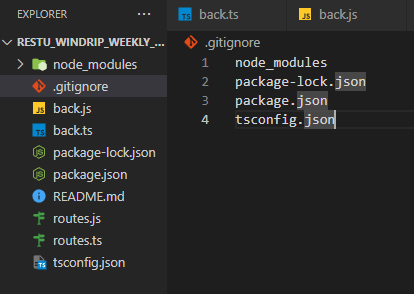 EXPLORER ...
RESTU_WINDRIP_WEEKLY_...
node_modules
.gitignore
back.js
back.ts
package-lock.json
package.json
README.md
routes.js
routes.ts
tsconfig.json
TS back.ts
JS back.js
.gitignore
1 node_modules
2 package-lock.json
3 package.json
4 tsconfig.json